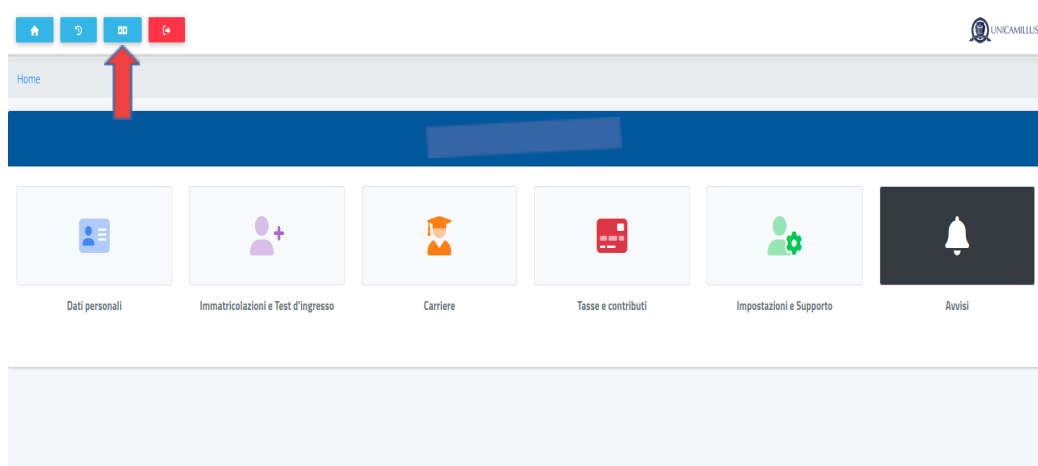 UNICAMILLUS
Home
Dati personali
Immatricolazioni e Test d'ingresso
Carriere
Tasse e contributi
Impostazioni e Supporto
Avvisi